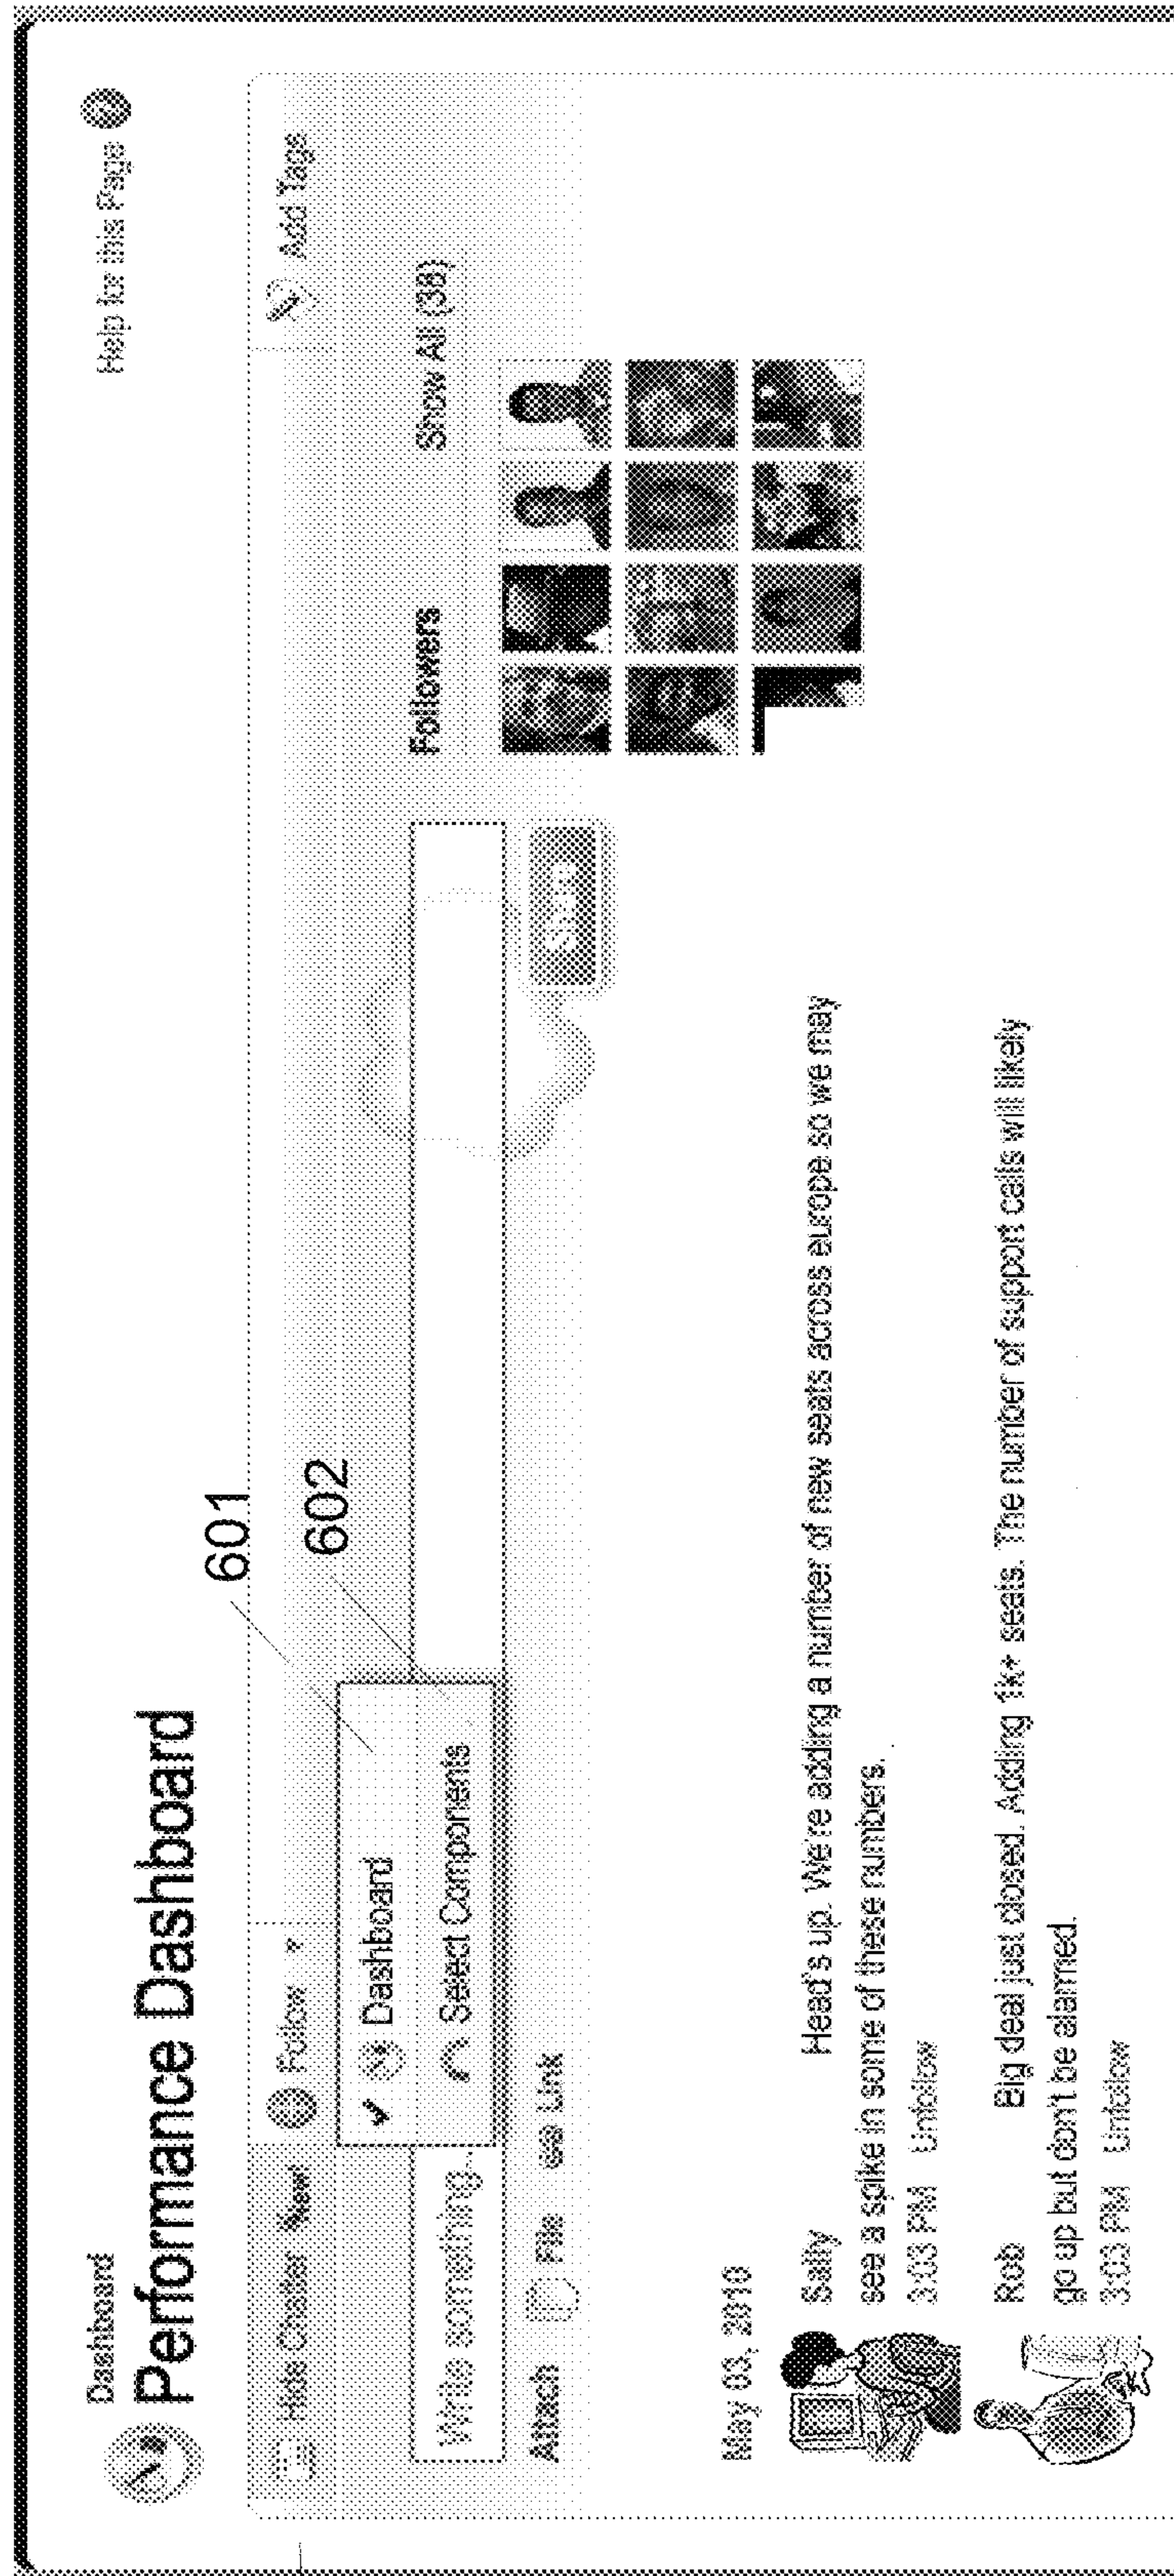 Dashboard
Performance Dashboard
Help for this Page
Hide Chatter New!
Follow
Add Tags
601
602
Dashboard
Select Components...
Write something...
Attach File Link
Share
Followers Show All (38)
May 03, 2010
Sally Head's up. We're adding a number of new seats across europe so we may
see a spike in some of these numbers.
3:03 PM Unfollow
Rob Big deal just closed. Adding 1k+ seats. The number of support calls will likely
go up but don't be alarmed.
3:03 PM Unfollow